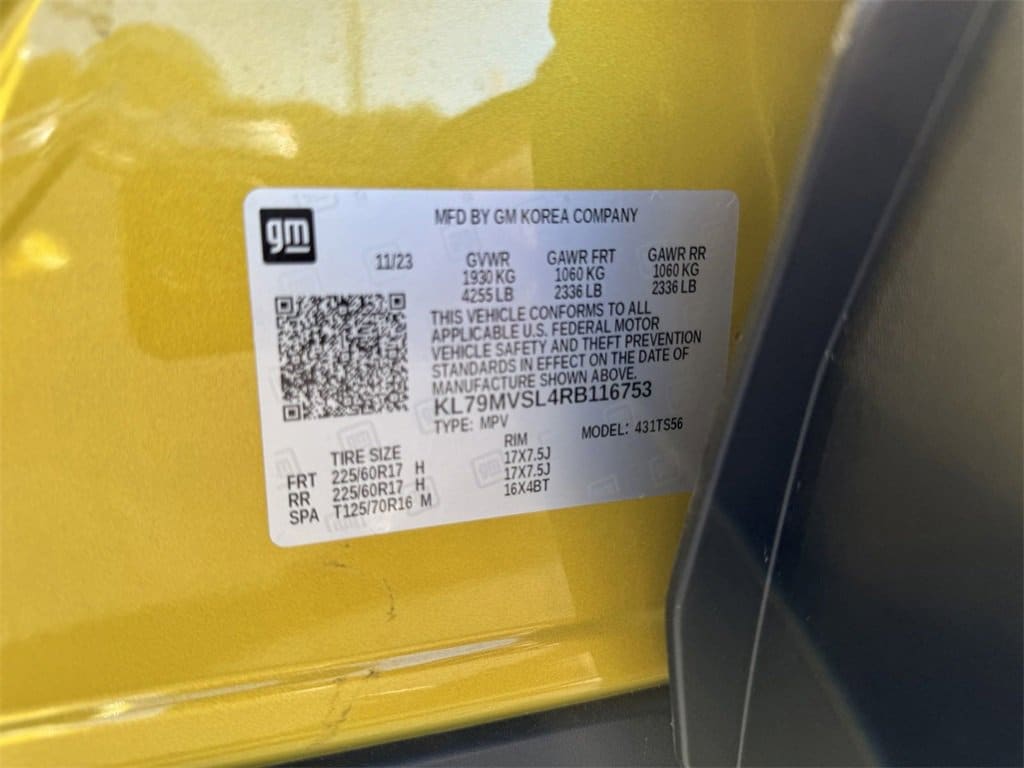 gm
MFD BY GM KOREA COMPANY
11/23
GVWR GAWR FRT GAWR RR
1930 KG 1060 KG 1060 KG
4255 LB 2336 LB 2336 LB
THIS VEHICLE CONFORMS TO ALL
APPLICABLE U.S. FEDERAL MOTOR
VEHICLE SAFETY AND THEFT PREVENTION
STANDARDS IN EFFECT ON THE DATE OF
MANUFACTURE SHOWN ABOVE.
KL79MVSL4RB116753
TYPE: MPV MODEL: 431TS56
TIRE SIZE RIM
FRT 225/60R17 H 17X7.5J
RR 225/60R17 H 17X7.5J
SPA T125/70R16 M 16X4BT